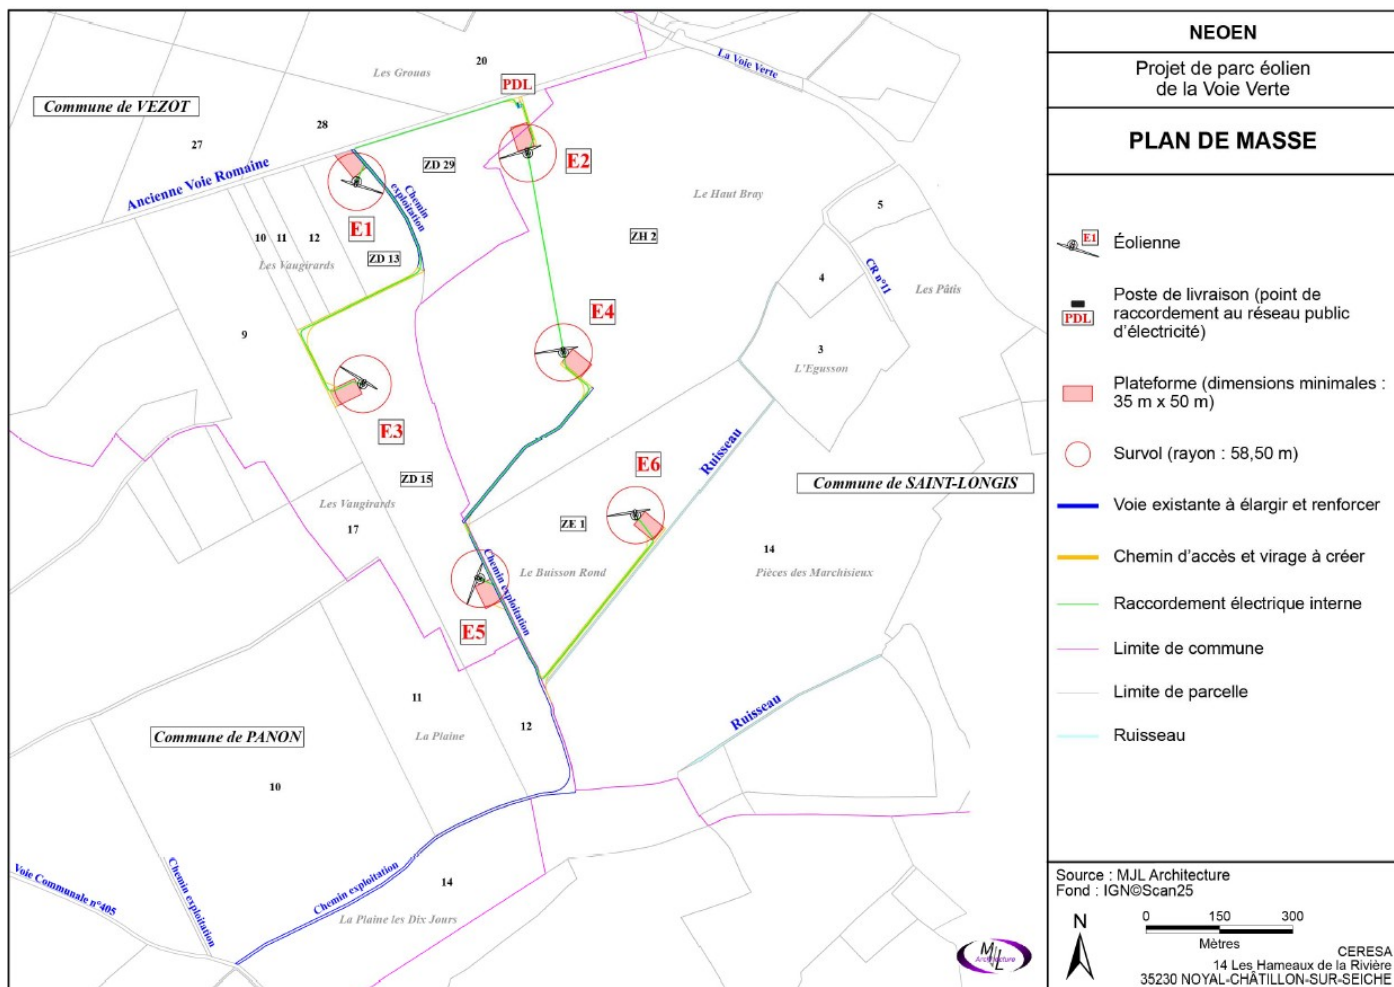 20
Les Grouas
PDL
La Voie Verte
Commune de VEZOT
28
27
Ancienne Voie Romaine
ZD 29
E2
Chemin
exploitation
Le Haut Bray
E1
5
10
11
12
Les Vaugirards
ZD 13
ZH 2
CR n°11
4
Les Pâtis
E4
9
3
L'Egusson
E3
Ruisseau
ZD 15
E6
Commune de SAINT-LONGIS
Les Vaugirards
17
ZE 1
14
Pièces des Marchisieux
Chemin exploitation
Le Buisson Rond
E5
11
La Plaine
12
Ruisseau
Commune de PANON
10
Voie Communale n°405
Chemin exploitation
Chemin exploitation
14
La Plaine les Dix Jours
MJL
Architecture
NEOEN
Projet de parc éolien
de la Voie Verte
PLAN DE MASSE
E1
Éolienne
PDL
Poste de livraison (point de
raccordement au réseau public
d'électricité)
Plateforme (dimensions minimales :
35 m x 50 m)
Survol (rayon : 58,50 m)
Voie existante à élargir et renforcer
Chemin d'accès et virage à créer
Raccordement électrique interne
Limite de commune
Limite de parcelle
Ruisseau
Source : MJL Architecture
Fond : IGN©Scan25
N
0 150 300
Mètres
CERESA
14 Les Hameaux de la Rivière
35230 NOYAL-CHÂTILLON-SUR-SEICHE